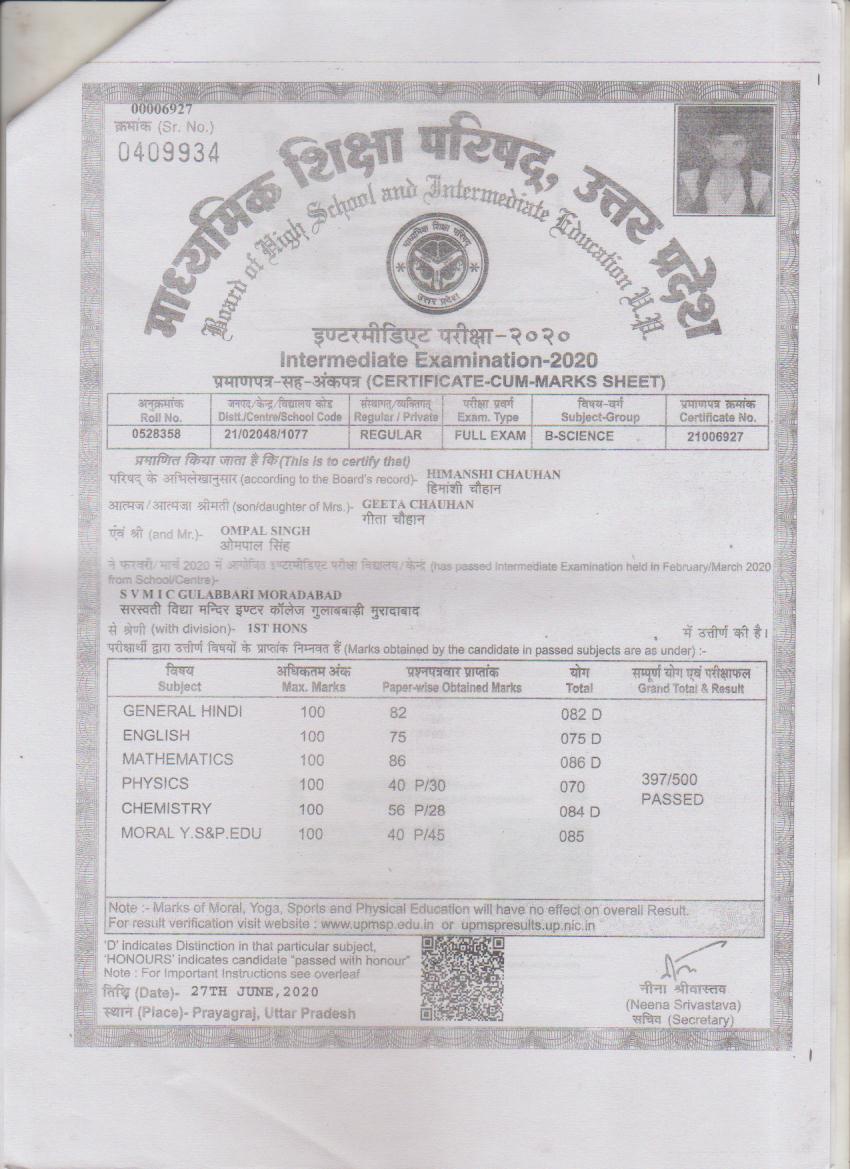 00006927
क्रमांक (Sr. No.)
0409934
माध्यमिक शिक्षा परिषद्, उत्तर प्रदेश
Board of High School and Intermediate Education U.P.
माध्यमिक शिक्षा परिषद्
उत्तर प्रदेश
इण्टरमीडिएट परीक्षा-२०२०
Intermediate Examination-2020
प्रमाणपत्र-सह-अंकपत्र (CERTIFICATE-CUM-MARKS SHEET)
अनुक्रमांक जनपद/केन्द्र/विद्यालय कोड संस्थागत/व्यक्तिगत परीक्षा प्रवर्ग विषय-वर्ग प्रमाणपत्र क्रमांक
Roll No. Distt./Centre/School Code Regular / Private Exam. Type Subject-Group Certificate No.
0528358 21/02048/1077 REGULAR FULL EXAM B-SCIENCE 21006927
प्रमाणित किया जाता है कि (This is to certify that)
परिषद के अभिलेखानुसार (according to the Board's record)- HIMANSHI CHAUHAN
हिमांशी चौहान
आत्मज/आत्मजा श्रीमती (son/daughter of Mrs.)- GEETA CHAUHAN
गीता चौहान
एवं श्री (and Mr.)- OMPAL SINGH
ओमपाल सिंह
ने फरवरी/मार्च 2020 में आयोजित इण्टरमीडिएट परीक्षा विद्यालय/केन्द्र (has passed Intermediate Examination held in February/March 2020
from School/Centre)-
S V M I C GULABBARI MORADABAD
सरस्वती विद्या मन्दिर इण्टर कॉलेज गुलाबबाड़ी मुरादाबाद
से श्रेणी (with division)- 1ST HONS में उत्तीर्ण की है।
परीक्षार्थी द्वारा उत्तीर्ण विषयों के प्राप्तांक निम्नवत हैं (Marks obtained by the candidate in passed subjects are as under) :-
विषय अधिकतम अंक प्रश्नपत्रवार प्राप्तांक योग सम्पूर्ण योग एवं परीक्षाफल
Subject Max. Marks Paper-wise Obtained Marks Total Grand Total & Result
GENERAL HINDI 100 82 082 D
ENGLISH 100 75 075 D
MATHEMATICS 100 86 086 D
PHYSICS 100 40 P/30 070 397/500
PASSED
CHEMISTRY 100 56 P/28 084 D
MORAL Y.S&P.EDU 100 40 P/45 085
Note :- Marks of Moral, Yoga, Sports and Physical Education will have no effect on overall Result.
For result verification visit website : www.upmsp.edu.in or upmspresults.up.nic.in
'D' indicates Distinction in that particular subject,
'HONOURS' indicates candidate "passed with honour"
Note : For Important Instructions see overleaf
तिथि (Date)- 27TH JUNE,2020
स्थान (Place)- Prayagraj, Uttar Pradesh
नीना श्रीवास्तव
(Neena Srivastava)
सचिव (Secretary)